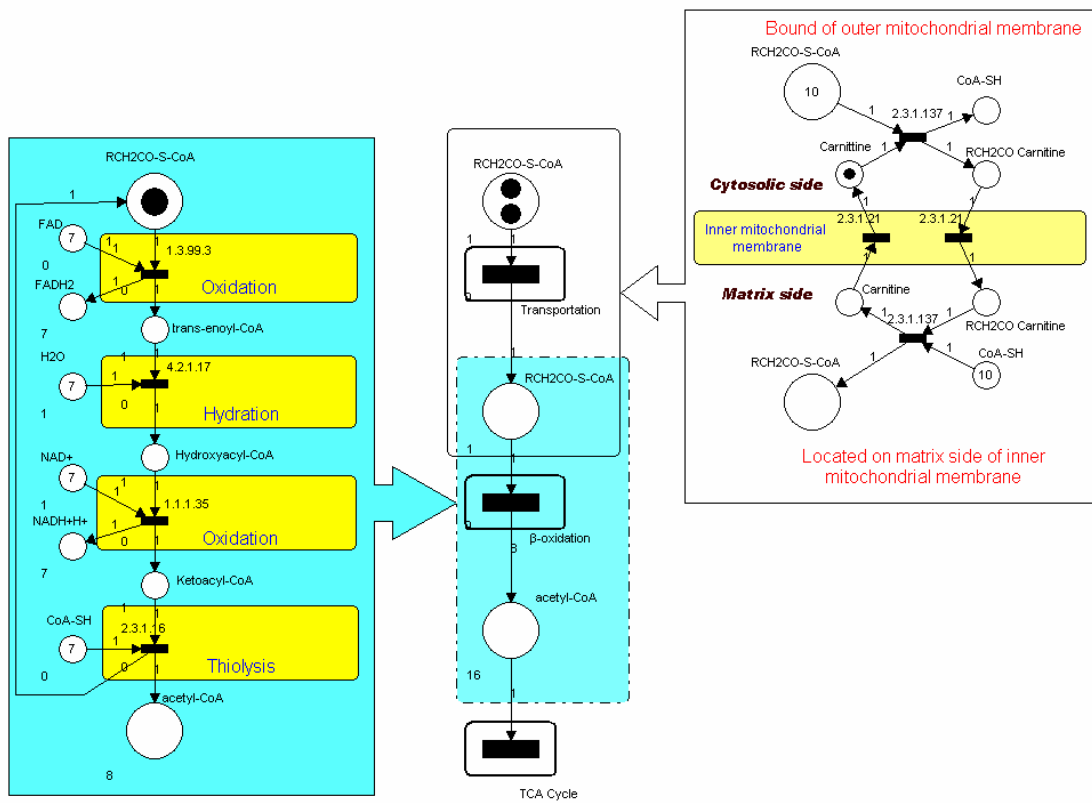 RCH2CO-S-CoA
1
FAD
7
1
1
1
1.3.99.3
0
FADH2
1
0
1
Oxidation
7
trans-enoyl-CoA
H2O
1
1
4.2.1.17
7
1
0
1
1
Hydration
NAD+
Hydroxyacyl-CoA
7
1
1
1
1.1.1.35
1
NADH+H+
1
0
1
Oxidation
7
Ketoacyl-CoA
CoA-SH
1
1
2.3.1.16
7
1
0
1
0
Thiolysis
acetyl-CoA
8
RCH2CO-S-CoA
1
1
0
Transportation
1
RCH2CO-S-CoA
1
1
0
β-oxidation
8
acetyl-CoA
16
1
TCA Cycle
Bound of outer mitochondrial membrane
RCH2CO-S-CoA
10
CoA-SH
1
2.3.1.137
1
Carnittine
1
1
RCH2CO Carnitine
Cytosolic side
1
1
2.3.1.21
2.3.1.21
Inner mitochondrial
membrane
1
1
Matrix side
Carnitine
1
2.3.1.137
1
RCH2CO Carnitine
RCH2CO-S-CoA
1
1
CoA-SH
10
Located on matrix side of inner
mitochondrial membrane